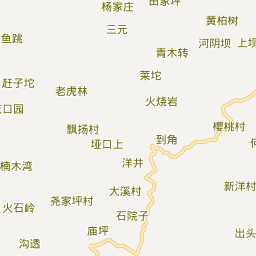 杨家庄
田家坪
黄柏树
三元
鱼跳
河阴坝
上坝
青木转
莱坨
赶子坨
老虎林
火烧岩
口园
飘扬村
樱桃村
垭口上
到角
洋井
楠木湾
大溪村
新洋村
尧家坪村
火石岭
石院子
庙坪
出头
沟透